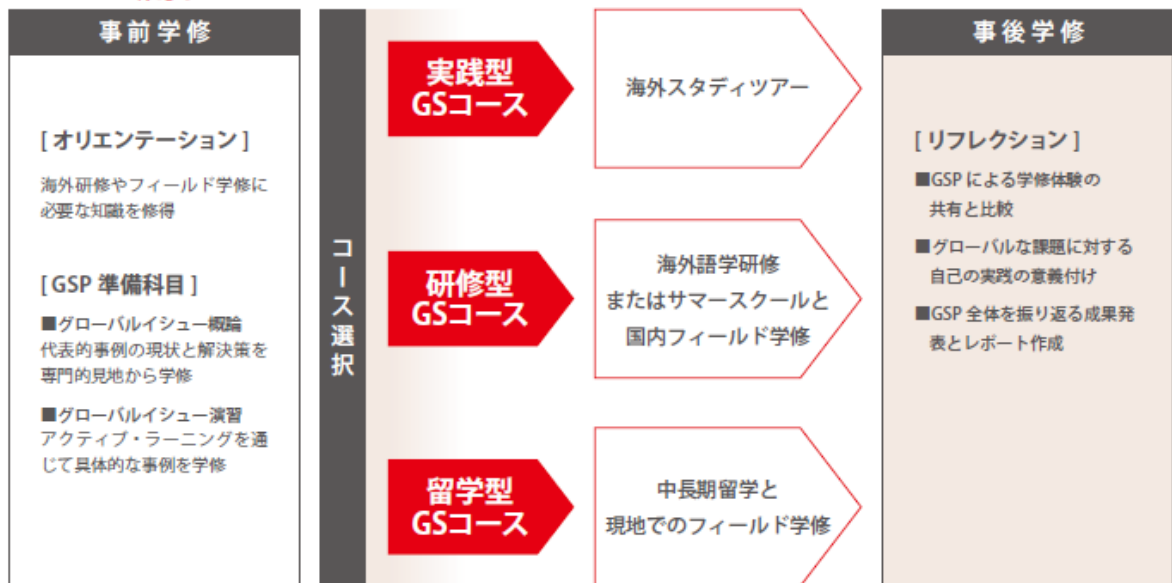 事前学修
[ オリエンテーション ]
海外研修やフィールド学修に
必要な知識を修得
[ GSP 準備科目 ]
■グローバルイシュー概論
代表的事例の現状と解決策を
専門的見地から学修
■グローバルイシュー演習
アクティブ・ラーニングを通
じて具体的な事例を学修
コース選択
実践型
GSコース
海外スタディツアー
研修型
GSコース
海外語学研修
またはサマースクールと
国内フィールド学修
留学型
GSコース
中長期留学と
現地でのフィールド学修
事後学修
[ リフレクション ]
■GSP による学修体験の
共有と比較
■グローバルな課題に対する
自己の実践の意義付け
■GSP 全体を振り返る成果発
表とレポート作成